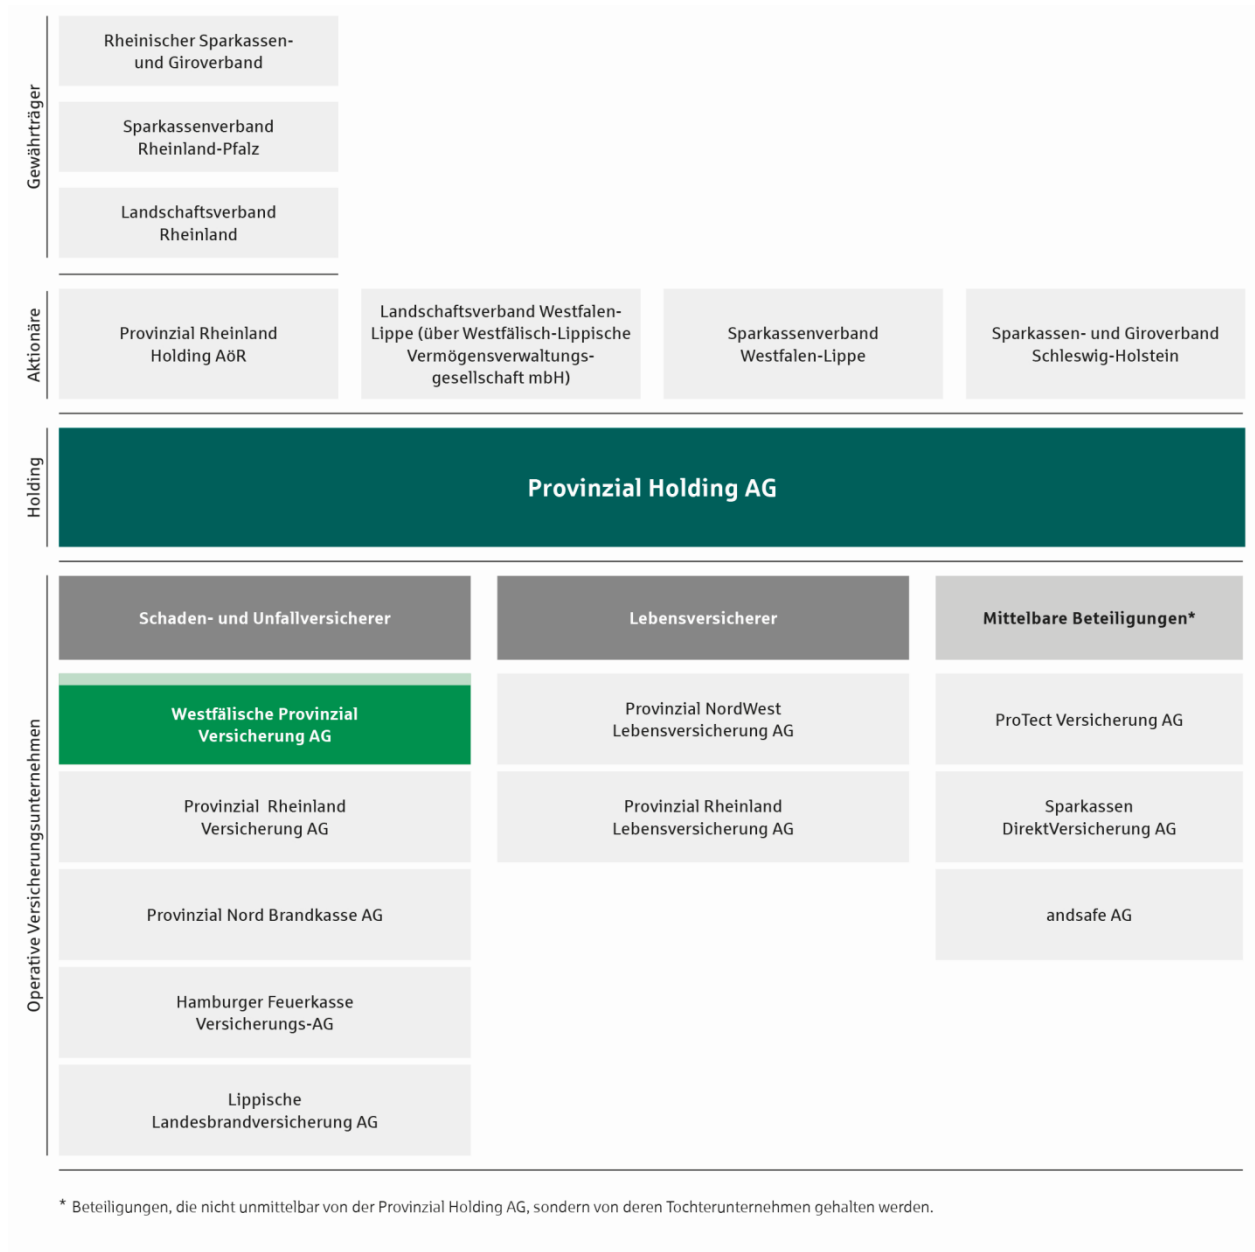 Gewährträger
Rheinischer Sparkassen-
und Giroverband
Sparkassenverband
Rheinland-Pfalz
Landschaftsverband
Rheinland
Aktionäre
Provinzial Rheinland
Holding AöR
Landschaftsverband Westfalen-
Lippe (über Westfälisch-Lippische
Vermögensverwaltungs-
gesellschaft mbH)
Sparkassenverband
Westfalen-Lippe
Sparkassen- und Giroverband
Schleswig-Holstein
Holding
Provinzial Holding AG
Operative Versicherungsunternehmen
Schaden- und Unfallversicherer
Westfälische Provinzial
Versicherung AG
Provinzial Rheinland
Versicherung AG
Provinzial Nord Brandkasse AG
Hamburger Feuerkasse
Versicherungs-AG
Lippische
Landesbrandversicherung AG
Lebensversicherer
Provinzial NordWest
Lebensversicherung AG
Provinzial Rheinland
Lebensversicherung AG
Mittelbare Beteiligungen*
ProTect Versicherung AG
Sparkassen
DirektVersicherung AG
andsafe AG
* Beteiligungen, die nicht unmittelbar von der Provinzial Holding AG, sondern von deren Tochterunternehmen gehalten werden.